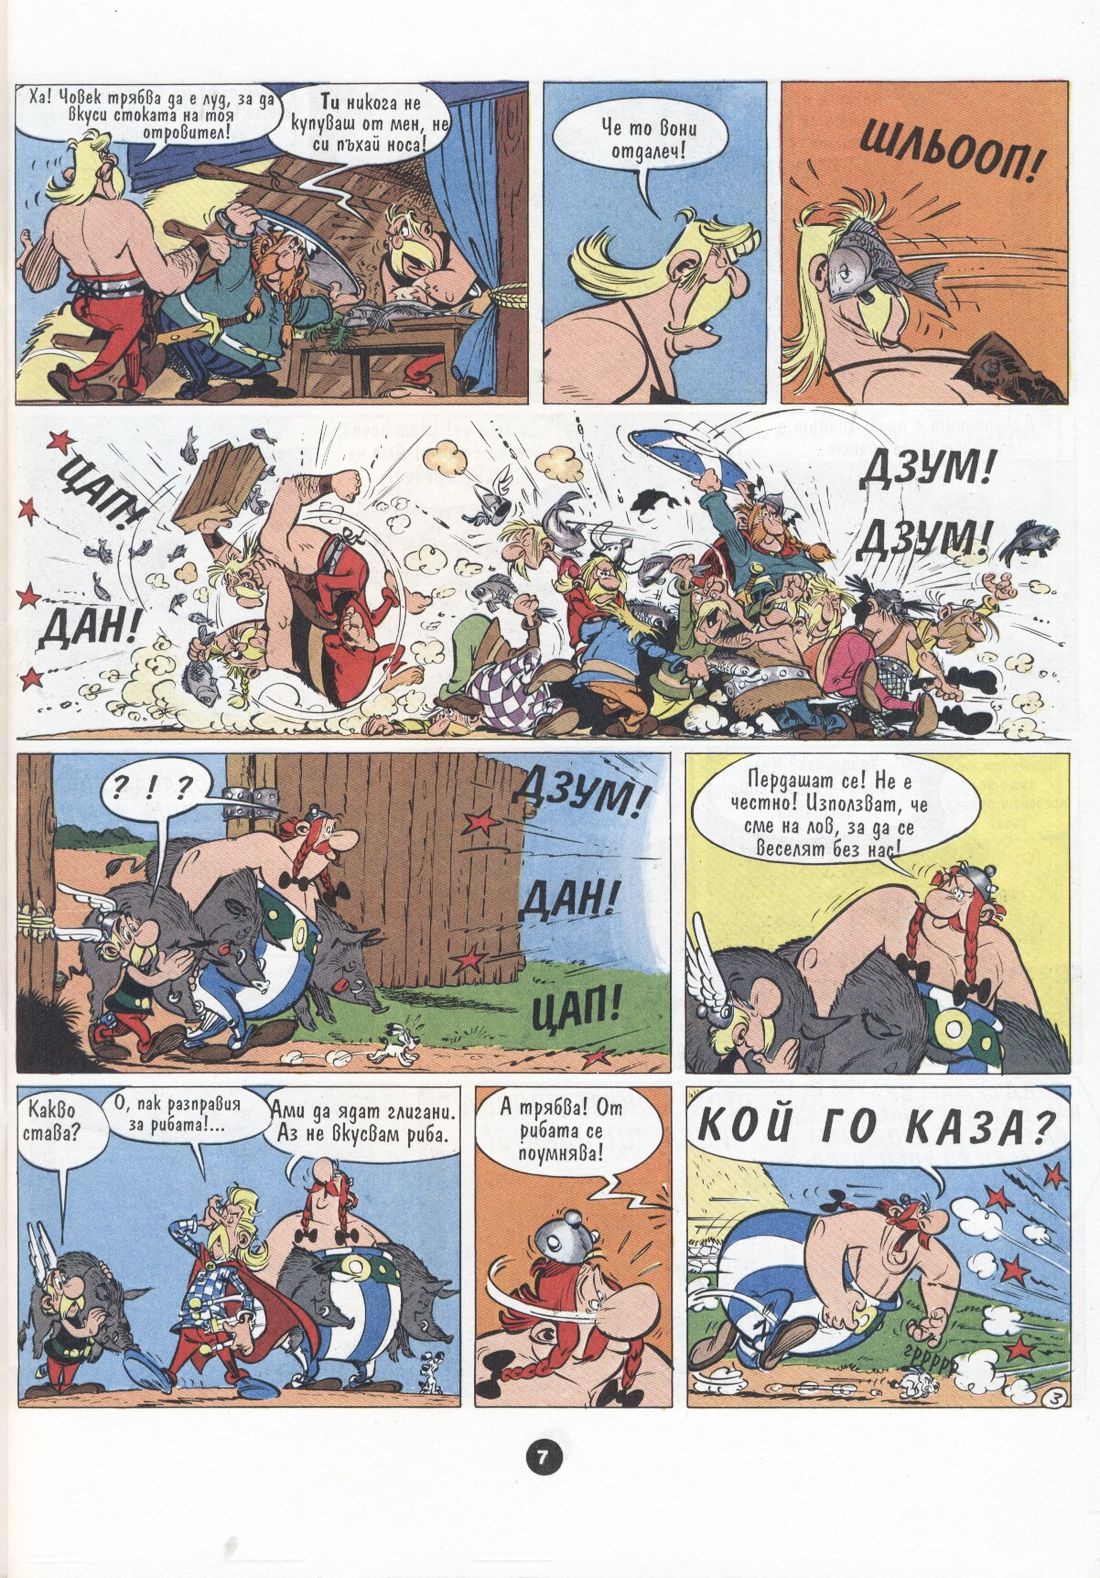 Ха! Човек трябва да е луд, за да
вкуси стоката на тоя
отровител!
Ти никога не
купуваш от мен, не
си пъхай носа!
Че то вони
отдалеч!
ШЛЬООП!
ЦАП!
ДАН!
ДЗУМ!
ДЗУМ!
? ! ?
ДЗУМ!
ДАН!
ЦАП!
Пердашат се! Не е
честно! Използват, че
сме на лов, за да се
веселят без нас!
Какво
става?
О, пак разправия
за рибата!...
Ами да ядат глигани.
Аз не вкусвам риба.
А трябва! От
рибата се
поумнява!
КОЙ ГО КАЗА?
гррррр
3
7